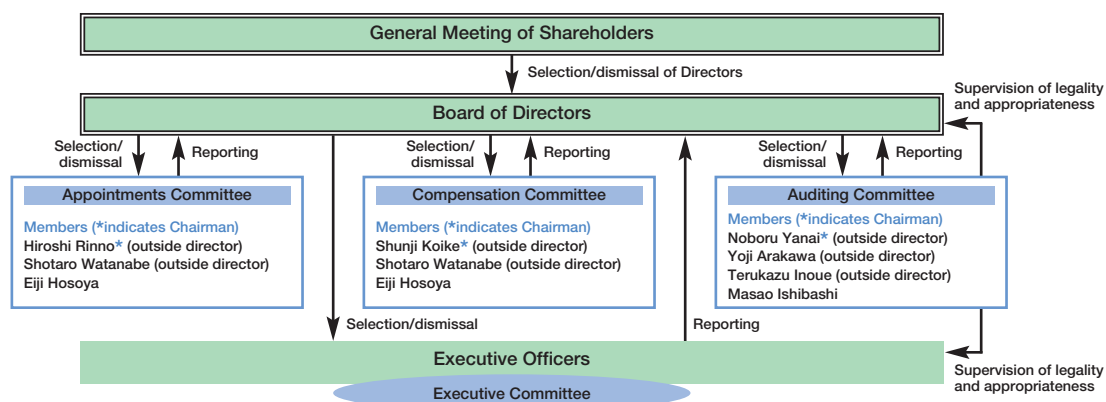 General Meeting of Shareholders
Selection/dismissal of Directors
Supervision of legality
and appropriateness
Board of Directors
Selection/
dismissal
Reporting
Selection/
dismissal
Reporting
Selection/
dismissal
Reporting
Appointments Committee
Members (*indicates Chairman)
Hiroshi Rinno* (outside director)
Shotaro Watanabe (outside director)
Eiji Hosoya
Compensation Committee
Members (*indicates Chairman)
Shunji Koike* (outside director)
Shotaro Watanabe (outside director)
Eiji Hosoya
Auditing Committee
Members (*indicates Chairman)
Noboru Yanai* (outside director)
Yoji Arakawa (outside director)
Terukazu Inoue (outside director)
Masao Ishibashi
Selection/dismissal
Reporting
Executive Officers
Supervision of legality
and appropriateness
Executive Committee